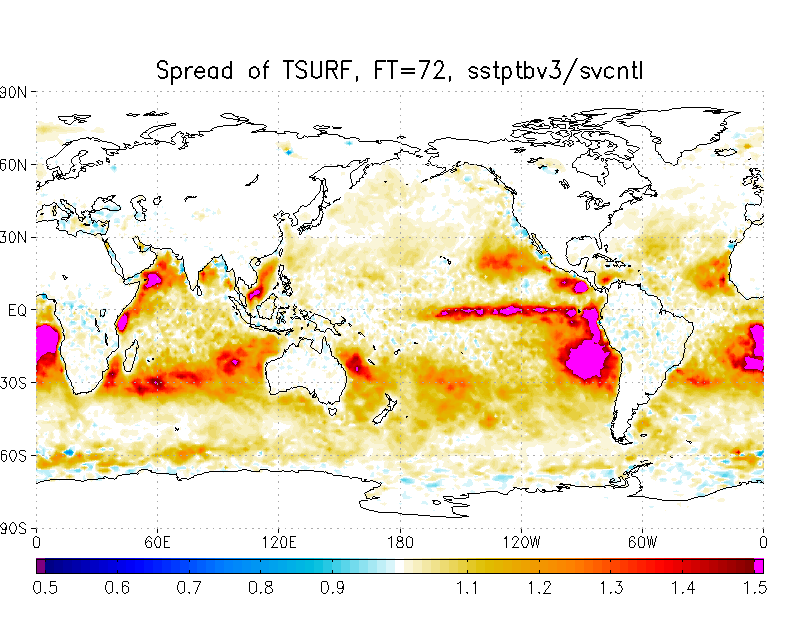 Spread of TSURF, FT=72, sstptbv3/svcntl
90N
60N
30N
EQ
30S
60S
90S
0 60E 120E 180 120W 60W 0
0.5 0.6 0.7 0.8 0.9 1.1 1.2 1.3 1.4 1.5